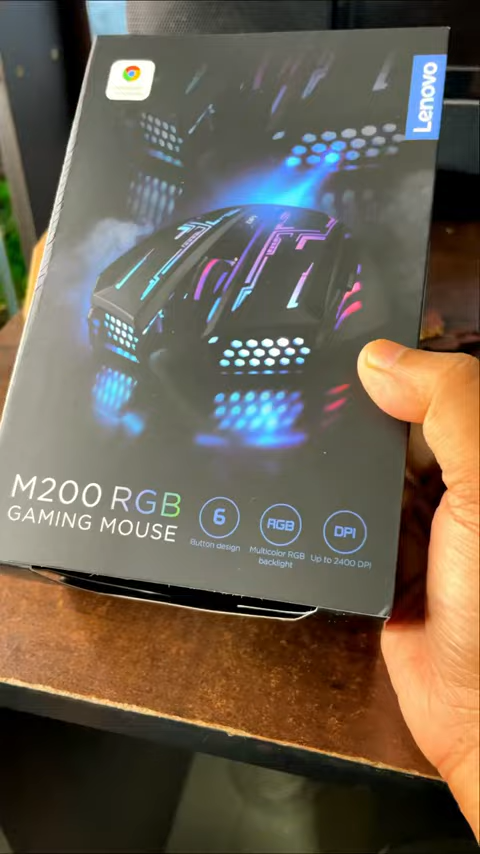 Lenovo
M200 RGB
GAMING MOUSE
6
Button design
RGB
Multicolor RGB
backlight
DPI
Up to 2400 DPI